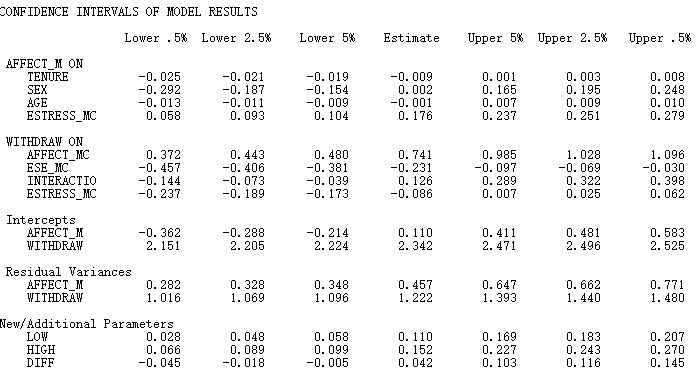 CONFIDENCE INTERVALS OF MODEL RESULTS
Lower .5% Lower 2.5% Lower 5% Estimate Upper 5% Upper 2.5% Upper .5%
AFFECT_M ON
TENURE -0.025 -0.021 -0.019 -0.009 0.001 0.003 0.008
SEX -0.292 -0.187 -0.154 0.002 0.165 0.195 0.248
AGE -0.013 -0.011 -0.009 -0.001 0.007 0.009 0.010
ESTRESS_MC 0.058 0.093 0.104 0.176 0.237 0.251 0.279
WITHDRAW ON
AFFECT_MC 0.372 0.443 0.480 0.741 0.985 1.028 1.096
ESE_MC -0.457 -0.406 -0.381 -0.231 -0.097 -0.069 -0.030
INTERACTIO -0.144 -0.073 -0.039 0.126 0.289 0.322 0.398
ESTRESS_MC -0.237 -0.189 -0.173 -0.086 0.007 0.025 0.062
Intercepts
AFFECT_M -0.362 -0.288 -0.214 0.110 0.411 0.481 0.583
WITHDRAW 2.151 2.205 2.224 2.342 2.471 2.496 2.525
Residual Variances
AFFECT_M 0.282 0.328 0.348 0.457 0.647 0.662 0.771
WITHDRAW 1.016 1.069 1.096 1.222 1.393 1.440 1.480
New/Additional Parameters
LOW 0.028 0.048 0.058 0.110 0.169 0.183 0.207
HIGH 0.066 0.089 0.099 0.152 0.227 0.243 0.270
DIFF -0.045 -0.018 -0.005 0.042 0.103 0.116 0.145